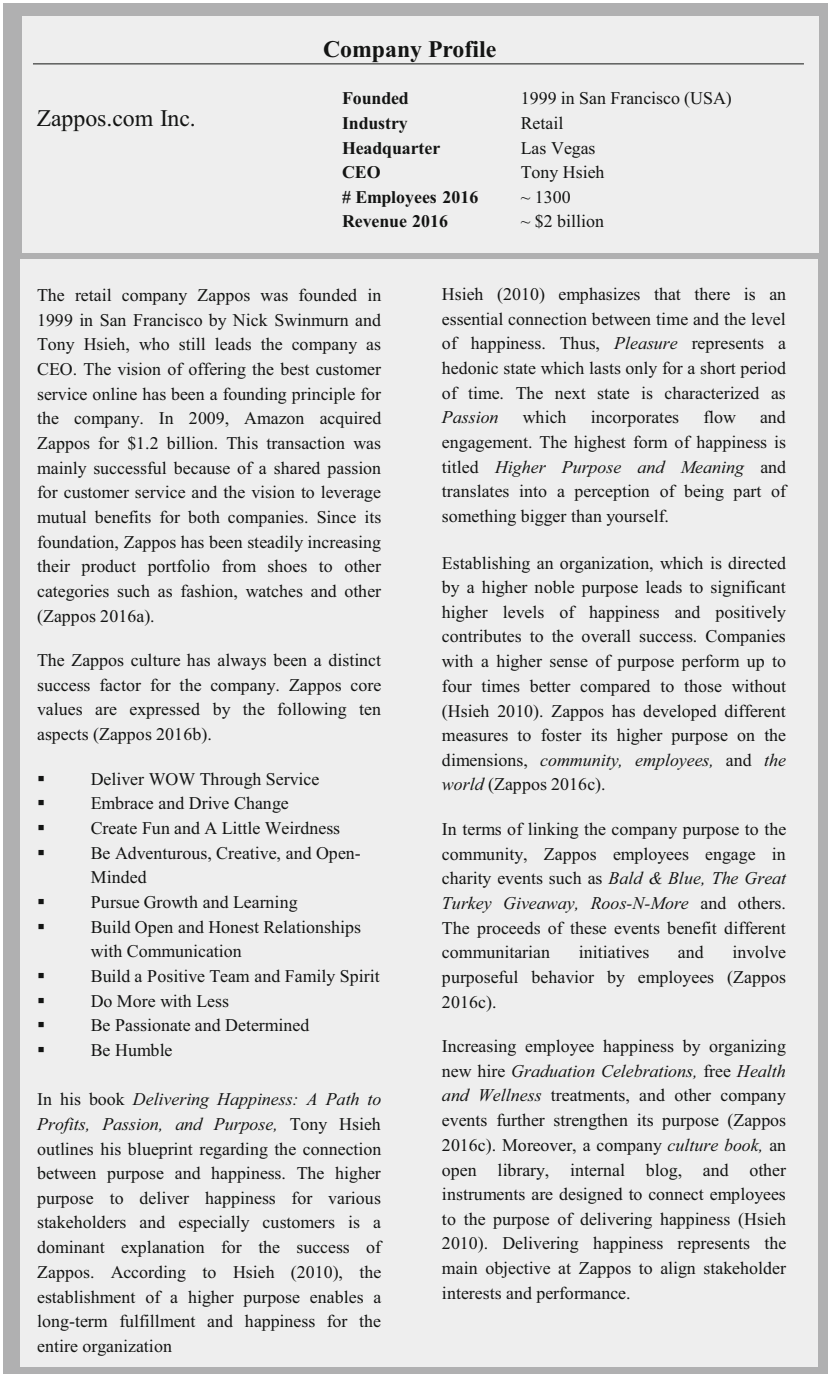 Company Profile
Zappos.com Inc.
Founded 1999 in San Francisco (USA)
Industry Retail
Headquarter Las Vegas
CEO Tony Hsieh
# Employees 2016 ~ 1300
Revenue 2016 ~ $2 billion
The retail company Zappos was founded in
1999 in San Francisco by Nick Swinmurn and
Tony Hsieh, who still leads the company as
CEO. The vision of offering the best customer
service online has been a founding principle for
the company. In 2009, Amazon acquired
Zappos for $1.2 billion. This transaction was
mainly successful because of a shared passion
for customer service and the vision to leverage
mutual benefits for both companies. Since its
foundation, Zappos has been steadily increasing
their product portfolio from shoes to other
categories such as fashion, watches and other
(Zappos 2016a).
The Zappos culture has always been a distinct
success factor for the company. Zappos core
values are expressed by the following ten
aspects (Zappos 2016b).
▪ Deliver WOW Through Service
▪ Embrace and Drive Change
▪ Create Fun and A Little Weirdness
▪ Be Adventurous, Creative, and Open-
Minded
▪ Pursue Growth and Learning
▪ Build Open and Honest Relationships
with Communication
▪ Build a Positive Team and Family Spirit
▪ Do More with Less
▪ Be Passionate and Determined
▪ Be Humble
In his book Delivering Happiness: A Path to
Profits, Passion, and Purpose, Tony Hsieh
outlines his blueprint regarding the connection
between purpose and happiness. The higher
purpose to deliver happiness for various
stakeholders and especially customers is a
dominant explanation for the success of
Zappos. According to Hsieh (2010), the
establishment of a higher purpose enables a
long-term fulfillment and happiness for the
entire organization
Hsieh (2010) emphasizes that there is an
essential connection between time and the level
of happiness. Thus, Pleasure represents a
hedonic state which lasts only for a short period
of time. The next state is characterized as
Passion which incorporates flow and
engagement. The highest form of happiness is
titled Higher Purpose and Meaning and
translates into a perception of being part of
something bigger than yourself.
Establishing an organization, which is directed
by a higher noble purpose leads to significant
higher levels of happiness and positively
contributes to the overall success. Companies
with a higher sense of purpose perform up to
four times better compared to those without
(Hsieh 2010). Zappos has developed different
measures to foster its higher purpose on the
dimensions, community, employees, and the
world (Zappos 2016c).
In terms of linking the company purpose to the
community, Zappos employees engage in
charity events such as Bald & Blue, The Great
Turkey Giveaway, Roos-N-More and others.
The proceeds of these events benefit different
communitarian initiatives and involve
purposeful behavior by employees (Zappos
2016c).
Increasing employee happiness by organizing
new hire Graduation Celebrations, free Health
and Wellness treatments, and other company
events further strengthen its purpose (Zappos
2016c). Moreover, a company culture book, an
open library, internal blog, and other
instruments are designed to connect employees
to the purpose of delivering happiness (Hsieh
2010). Delivering happiness represents the
main objective at Zappos to align stakeholder
interests and performance.